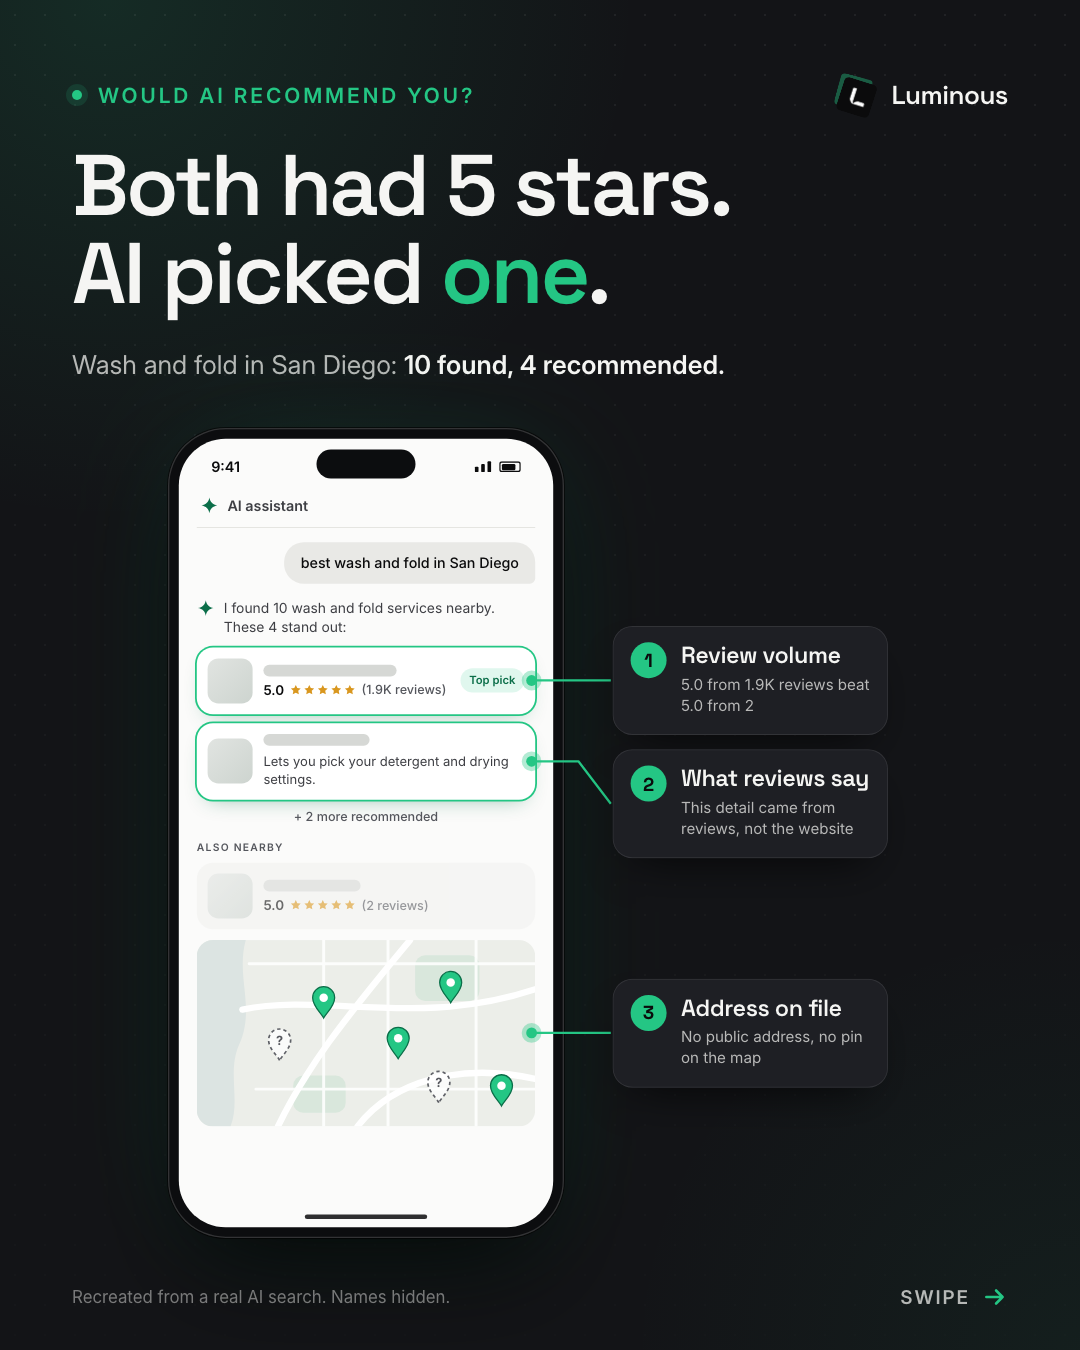 WOULD AI RECOMMEND YOU?
Luminous
Both had 5 stars.
AI picked one.
Wash and fold in San Diego: 10 found, 4 recommended.
9:41
AI assistant
best wash and fold in San Diego
I found 10 wash and fold services nearby.
These 4 stand out:
5.0 ★★★★★ (1.9K reviews)
Top pick
Lets you pick your detergent and drying
settings.
+ 2 more recommended
ALSO NEARBY
5.0 ★★★★★ (2 reviews)
?
?
1
Review volume
5.0 from 1.9K reviews beat
5.0 from 2
2
What reviews say
This detail came from
reviews, not the website
3
Address on file
No public address, no pin
on the map
Recreated from a real AI search. Names hidden.
SWIPE →